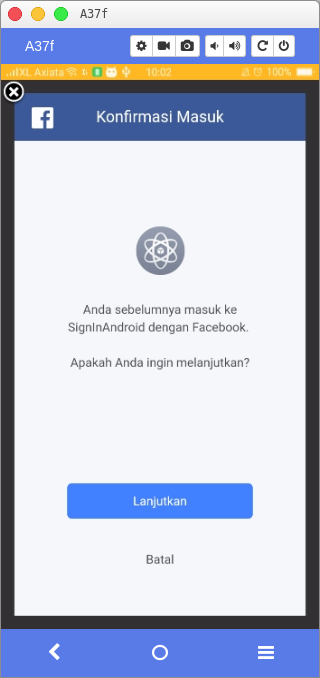 A37f
A37f
XL Axiata
10:02
100%
Konfirmasi Masuk
Anda sebelumnya masuk ke
SignInAndroid dengan Facebook.
Apakah Anda ingin melanjutkan?
Lanjutkan
Batal